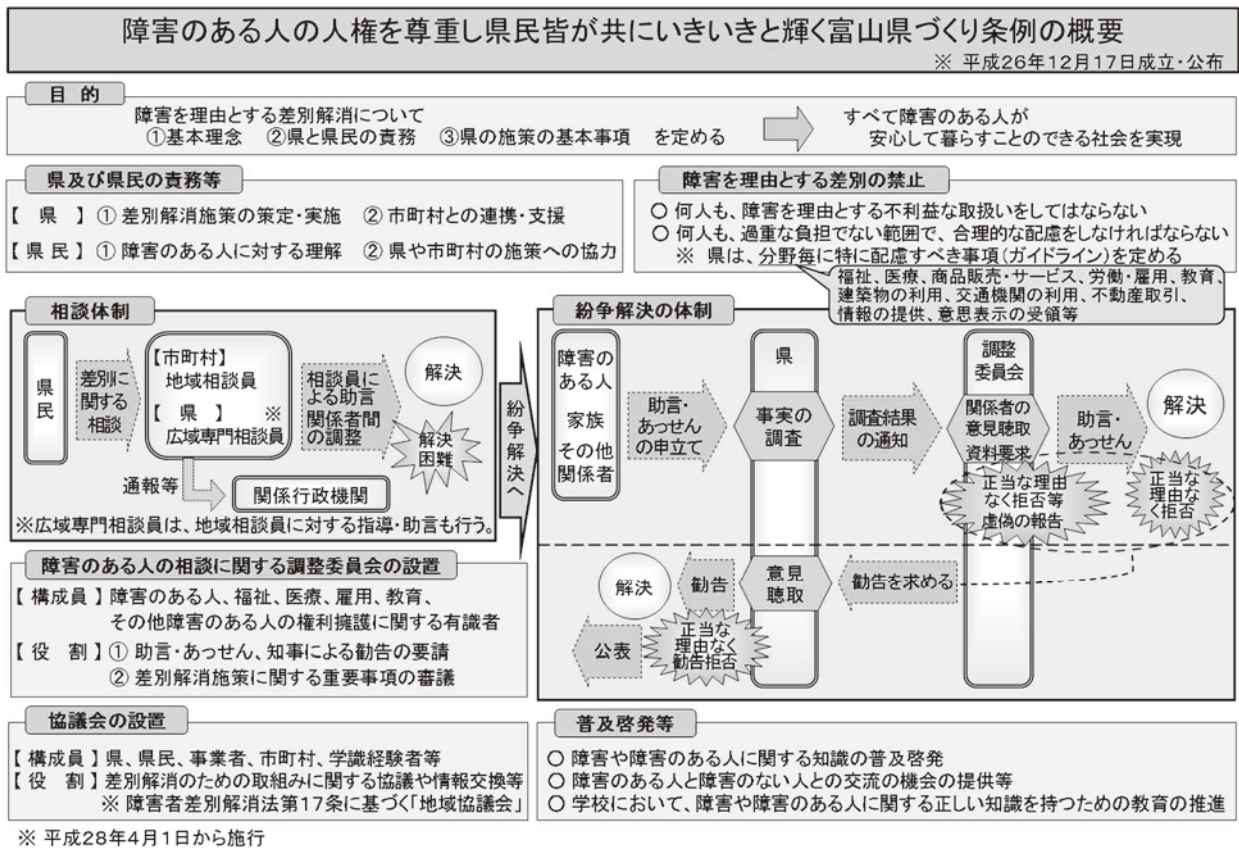 障害のある人の人権を尊重し県民皆が共にいきいきと輝く富山県づくり条例の概要
※ 平成26年12月17日成立・公布
目 的
障害を理由とする差別解消について
①基本理念 ②県と県民の責務 ③県の施策の基本事項 を定める
すべて障害のある人が
安心して暮らすことのできる社会を実現
県及び県民の責務等
【 県 】 ① 差別解消施策の策定・実施 ② 市町村との連携・支援
【 県 民 】 ① 障害のある人に対する理解 ② 県や市町村の施策への協力
障害を理由とする差別の禁止
○ 何人も、障害を理由とする不利益な取扱いをしてはならない
○ 何人も、過重な負担でない範囲で、合理的な配慮をしなければならない
※ 県は、分野毎に特に配慮すべき事項(ガイドライン)を定める
福祉、医療、商品販売・サービス、労働・雇用、教育、
建築物の利用、交通機関の利用、不動産取引、
情報の提供、意思表示の受領等
相談体制
県民
差別に
関する
相談
【市町村】
地域相談員
【 県 】 ※
広域専門相談員
相談員に
よる助言
関係者間
の調整
解決
解決
困難
通報等
関係行政機関
※広域専門相談員は、地域相談員に対する指導・助言も行う。
紛争解決へ
紛争解決の体制
障害の
ある人
家族
その他
関係者
助言・
あっせん
の申立て
県
事実の
調査
調査結果
の通知
調整
委員会
関係者の
意見聴取
資料要求
助言・
あっせん
解決
正当な理由
なく拒否等
虚偽の報告
正当な
理由な
く拒否
勧告を求める
意見
聴取
勧告
解決
正当な
理由なく
勧告拒否
公表
障害のある人の相談に関する調整委員会の設置
【 構成員 】 障害のある人、福祉、医療、雇用、教育、
その他障害のある人の権利擁護に関する有識者
【 役 割 】 ① 助言・あっせん、知事による勧告の要請
② 差別解消施策に関する重要事項の審議
協議会の設置
【 構成員 】 県、県民、事業者、市町村、学識経験者等
【 役 割 】 差別解消のための取組みに関する協議や情報交換等
※ 障害者差別解消法第17条に基づく「地域協議会」
普及啓発等
○ 障害や障害のある人に関する知識の普及啓発
○ 障害のある人と障害のない人との交流の機会の提供等
○ 学校において、障害や障害のある人に関する正しい知識を持つための教育の推進
※ 平成28年4月1日から施行